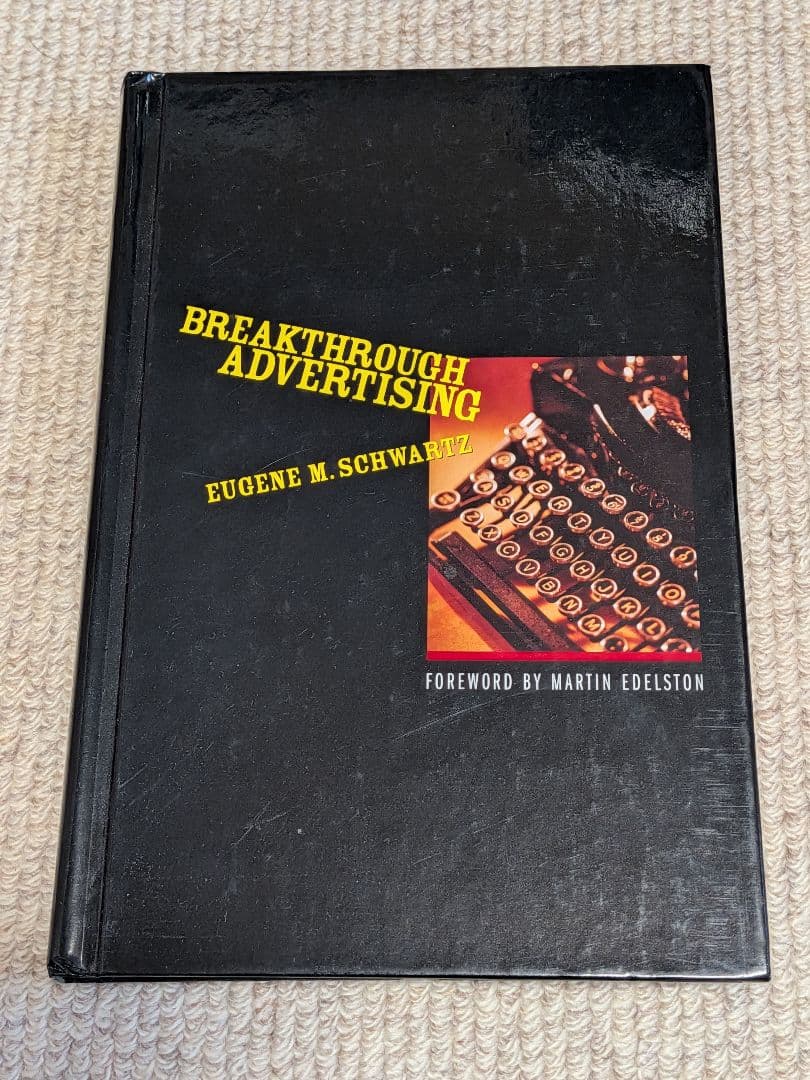 BREAKTHROUGH
ADVERTISING
EUGENE M. SCHWARTZ
W E R T Y U I O
A S D F G H J K L
Z X C V B N M
FOREWORD BY MARTIN EDELSTON